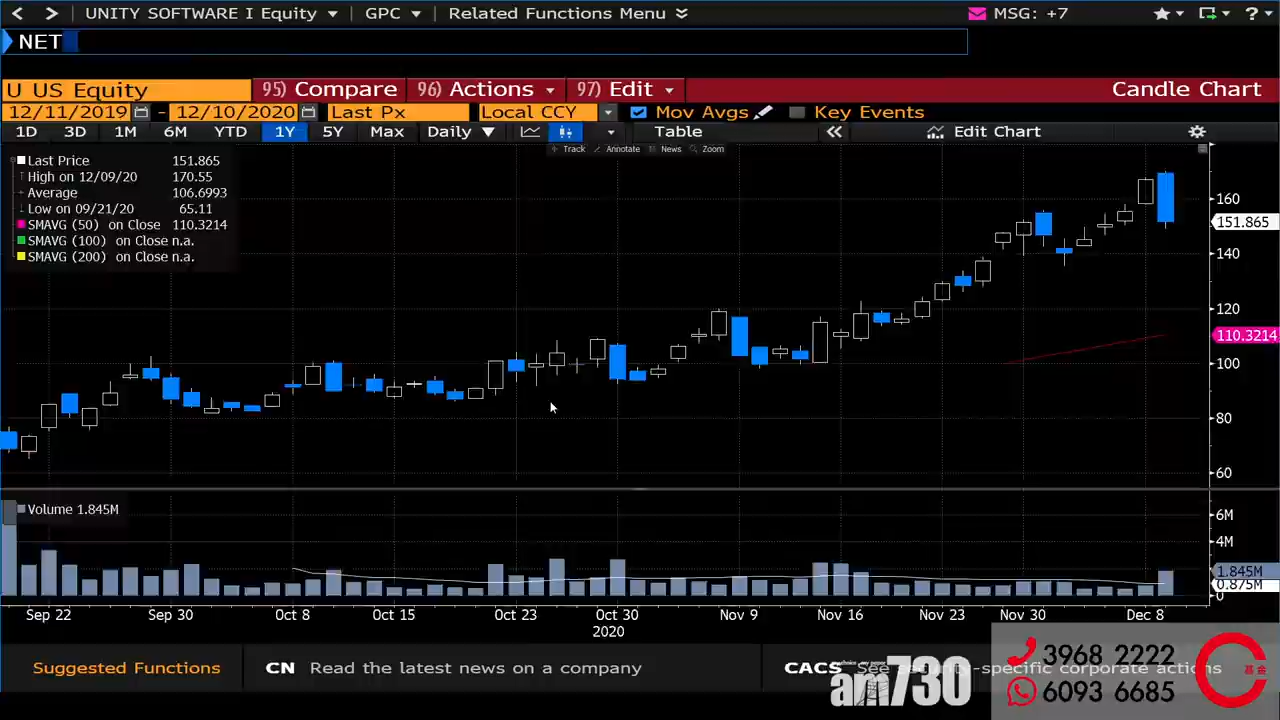 UNITY SOFTWARE I Equity GPC Related Functions Menu MSG: +7 ?
NET
U US Equity 95) Compare 96) Actions 97) Edit Candle Chart
12/11/2019 - 12/10/2020 Last Px Local CCY Mov Avgs Key Events
1D 3D 1M 6M YTD 1Y 5Y Max Daily Table Edit Chart
Track Annotate News Zoom
Last Price 151.865
High on 12/09/20 170.55
Average 106.6993
Low on 09/21/20 65.11
SMAVG (50) on Close 110.3214
SMAVG (100) on Close n.a.
SMAVG (200) on Close n.a.
160
151.865
140
120
110.3214
100
80
60
Volume 1.845M
6M
4M
1.845M
0.875M
0
Sep 22 Sep 30 Oct 8 Oct 15 Oct 23 Oct 30 Nov 9 Nov 16 Nov 23 Nov 30 Dec 8
2020
Suggested Functions CN Read the latest news on a company CACS See security-specific corporate actions
am730
3968 2222
6093 6685
基金